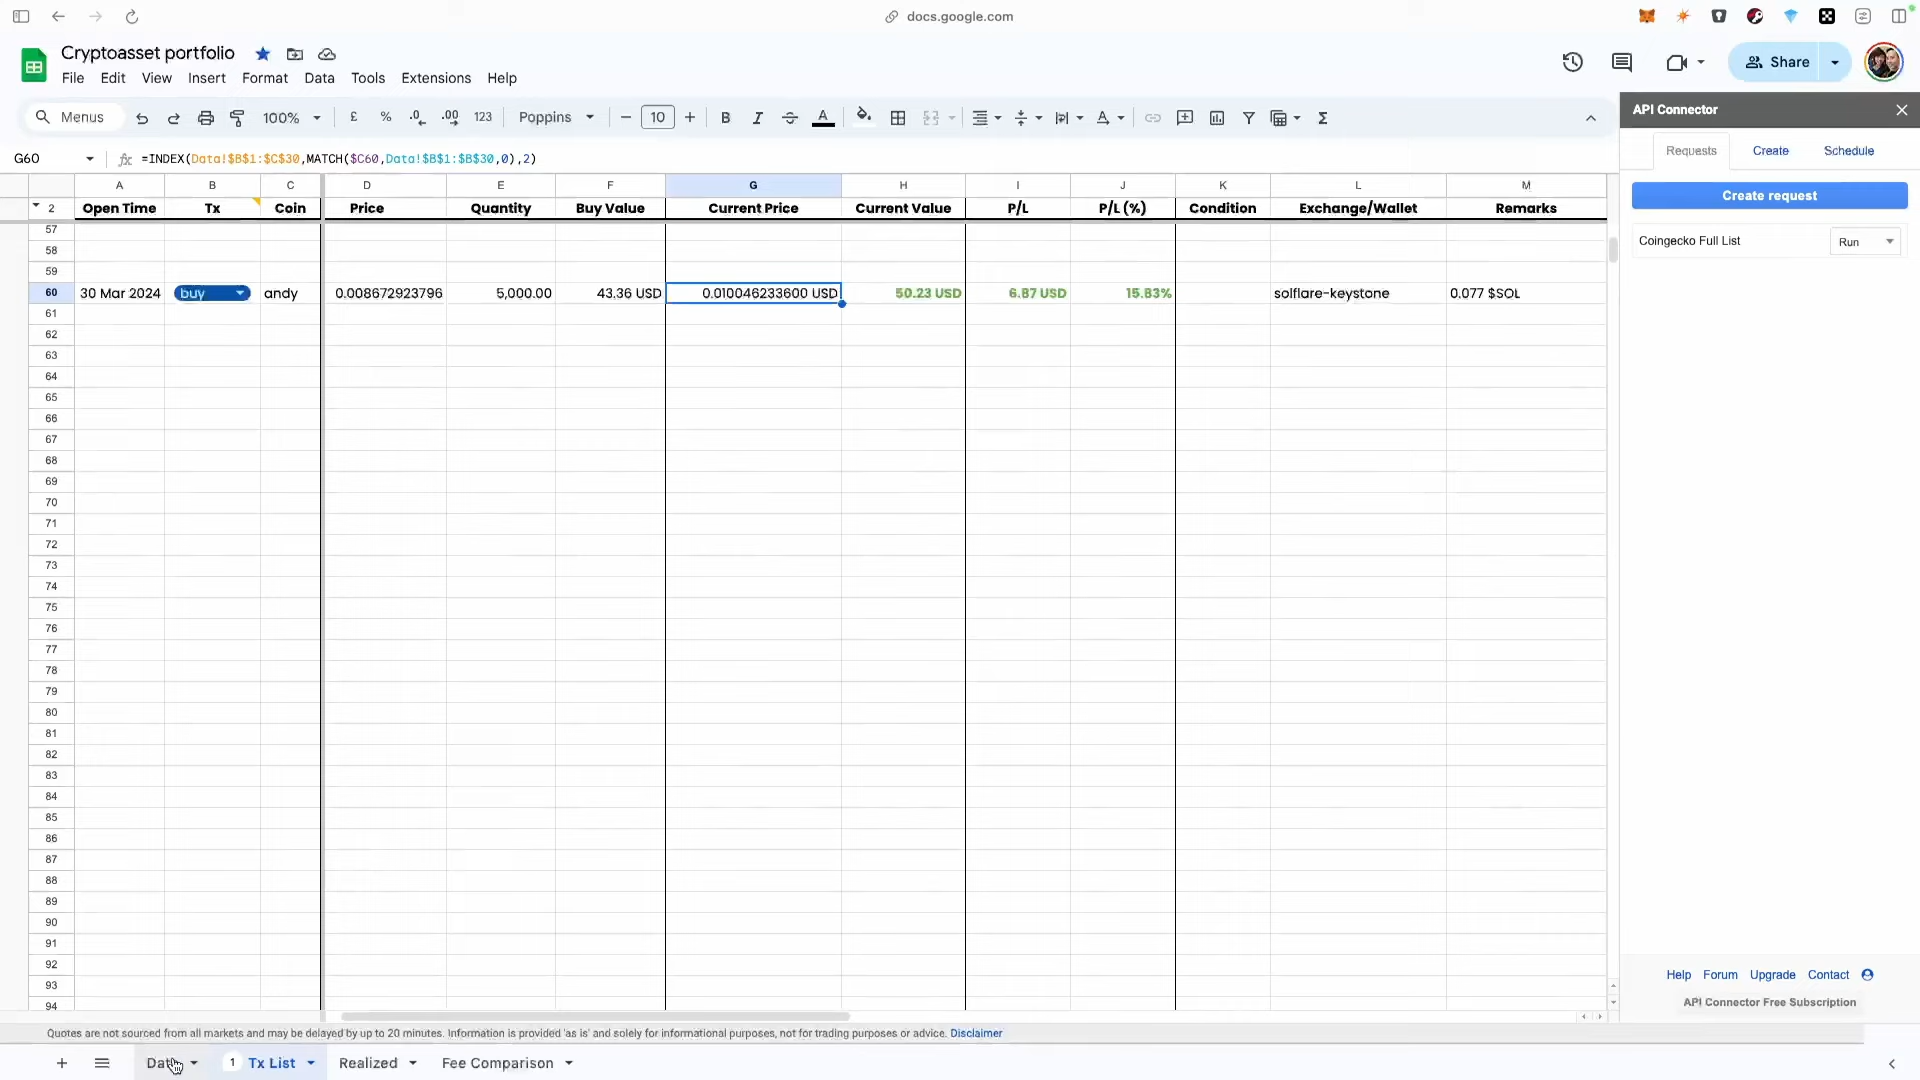 docs.google.com
Cryptoasset portfolio
File Edit View Insert Format Data Tools Extensions Help
Share
Menus 100% £ % .0 .00 123 Poppins 10 B I A Σ
G60 fx =INDEX(Data!$B$1:$C$30,MATCH($C60,Data!$B$1:$B$30,0),2)
A B C D E F G H I J K L M
2 Open Time Tx Coin Price Quantity Buy Value Current Price Current Value P/L P/L (%) Condition Exchange/Wallet Remarks
57
58
59
60 30 Mar 2024 buy andy 0.008672923796 5,000.00 43.36 USD 0.010046233600 USD 50.23 USD 6.87 USD 15.83% solflare-keystone 0.077 $SOL
61
62
63
64
65
66
67
68
69
70
71
72
73
74
75
76
77
78
79
80
81
82
83
84
85
86
87
88
89
90
91
92
93
94
API Connector
Requests Create Schedule
Create request
Coingecko Full List Run
Help Forum Upgrade Contact
API Connector Free Subscription
Quotes are not sourced from all markets and may be delayed by up to 20 minutes. Information is provided 'as is' and solely for informational purposes, not for trading purposes or advice. Disclaimer
Data 1 Tx List Realized Fee Comparison